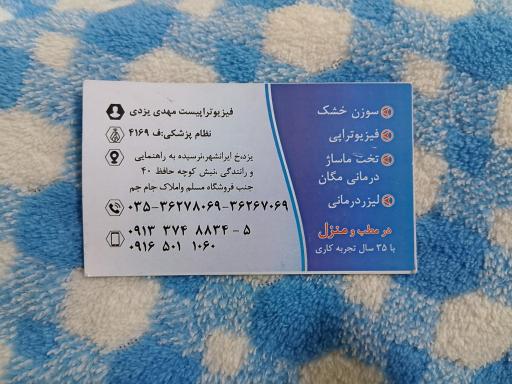 سوزن خشک
فیزیوتراپی
تخت ماساژ
درمانی مگان
لیزردرمانی
در مطب و منزل
با ۳۵ سال تجربه کاری
فیزیوتراپیست مهدی یزدی
نظام پزشکی:ف ۴۱۶۹
یزد،خ ایرانشهر،نرسیده به راهنمایی
و رانندگی ،نبش کوچه حافظ ۴۰
جنب فروشگاه مسلم واملاک جام جم
۰۳۵-۳۶۲۷۸۰۶۹-۳۶۲۶۷۰۶۹
۰۹۱۳ ۳۷۴ ۸۸۳۴ - ۵
۰۹۱۶ ۵۰۱ ۱۰۶۰